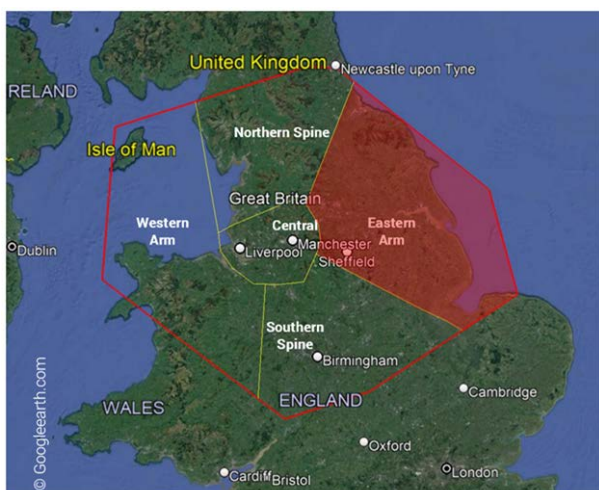 United Kingdom
Newcastle upon Tyne
RELAND
Northern Spine
Isle of Man
Great Britain
Western
Arm
Central
Eastern
Arm
Dublin
Liverpool
Manchester
Sheffield
Southern
Spine
Birmingham
WALES
ENGLAND
Cambridge
Oxford
Cardiff
Bristol
London
© Googleearth.com